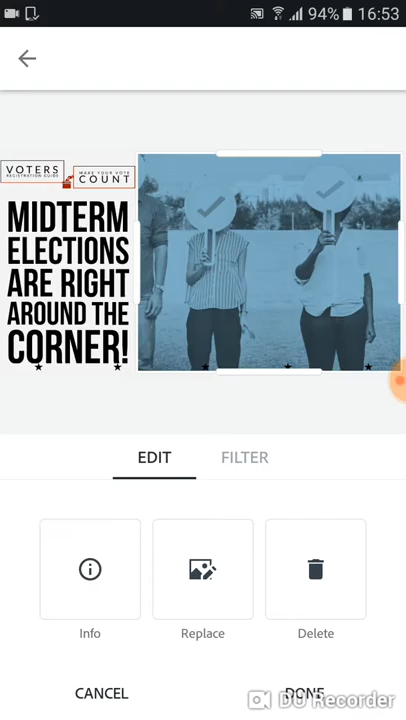 94% 16:53
VOTERS
REGISTRATION GUIDE
MAKE YOUR VOTE
COUNT
MIDTERM
ELECTIONS
ARE RIGHT
AROUND THE
CORNER!
EDIT FILTER
Info Replace Delete
CANCEL DONE
DU Recorder